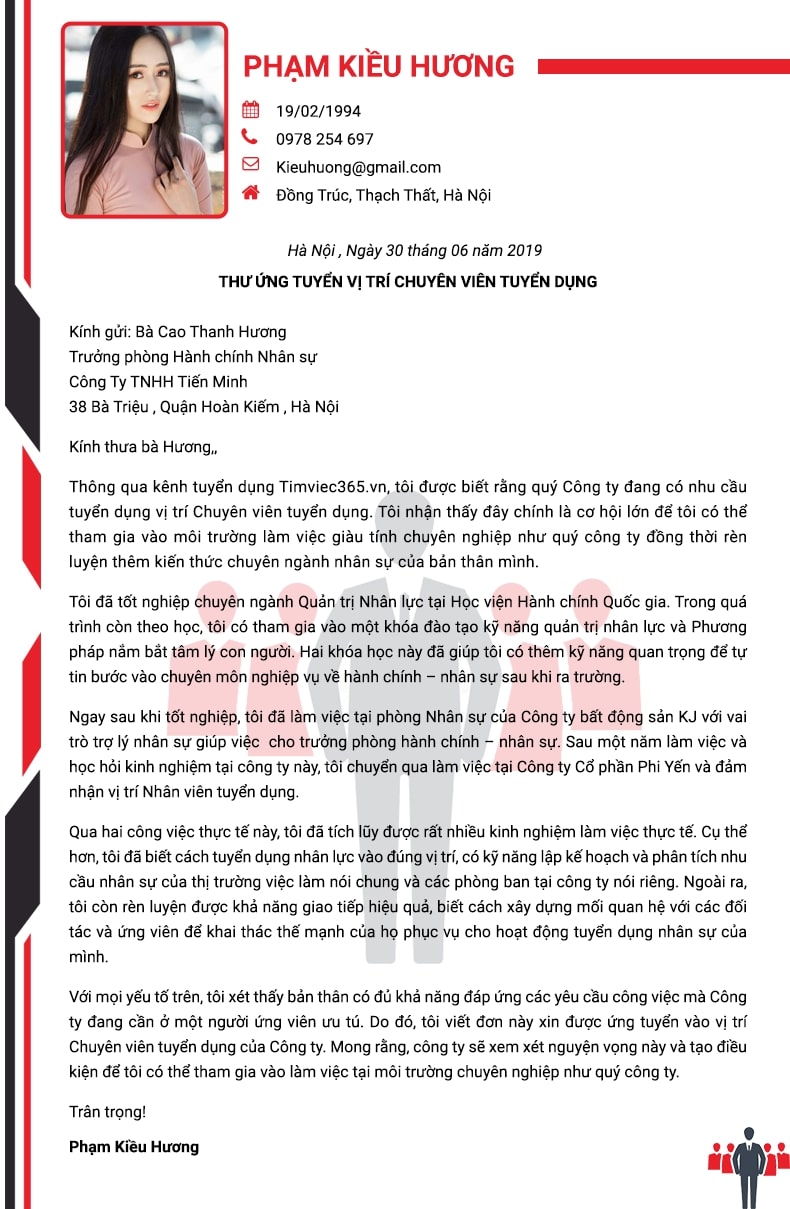 PHẠM KIỀU HƯƠNG
19/02/1994
0978 254 697
Kieuhuong@gmail.com
Đồng Trúc, Thạch Thất, Hà Nội
Hà Nội , Ngày 30 tháng 06 năm 2019
THƯ ỨNG TUYỂN VỊ TRÍ CHUYÊN VIÊN TUYỂN DỤNG
Kính gửi: Bà Cao Thanh Hương
Trưởng phòng Hành chính Nhân sự
Công Ty TNHH Tiến Minh
38 Bà Triệu , Quận Hoàn Kiếm , Hà Nội
Kính thưa bà Hương,,
Thông qua kênh tuyển dụng Timviec365.vn, tôi được biết rằng quý Công ty đang có nhu cầu
tuyển dụng vị trí Chuyên viên tuyển dụng. Tôi nhận thấy đây chính là cơ hội lớn để tôi có thể
tham gia vào môi trường làm việc giàu tính chuyên nghiệp như quý công ty đồng thời rèn
luyện thêm kiến thức chuyên ngành nhân sự của bản thân mình.
Tôi đã tốt nghiệp chuyên ngành Quản trị Nhân lực tại Học viện Hành chính Quốc gia. Trong quá
trình còn theo học, tôi có tham gia vào một khóa đào tạo kỹ năng quản trị nhân lực và Phương
pháp nắm bắt tâm lý con người. Hai khóa học này đã giúp tôi có thêm kỹ năng quan trọng để tự
tin bước vào chuyên môn nghiệp vụ về hành chính – nhân sự sau khi ra trường.
Ngay sau khi tốt nghiệp, tôi đã làm việc tại phòng Nhân sự của Công ty bất động sản KJ với vai
trò trợ lý nhân sự giúp việc  cho trưởng phòng hành chính – nhân sự. Sau một năm làm việc và
học hỏi kinh nghiệm tại công ty này, tôi chuyển qua làm việc tại Công ty Cổ phần Phi Yến và đảm
nhận vị trí Nhân viên tuyển dụng.
Qua hai công việc thực tế này, tôi đã tích lũy được rất nhiều kinh nghiệm làm việc thực tế. Cụ thể
hơn, tôi đã biết cách tuyển dụng nhân lực vào đúng vị trí, có kỹ năng lập kế hoạch và phân tích nhu
cầu nhân sự của thị trường việc làm nói chung và các phòng ban tại công ty nói riêng. Ngoài ra,
tôi còn rèn luyện được khả năng giao tiếp hiệu quả, biết cách xây dựng mối quan hệ với các đối
tác và ứng viên để khai thác thế mạnh của họ phục vụ cho hoạt động tuyển dụng nhân sự của
mình.
Với mọi yếu tố trên, tôi xét thấy bản thân có đủ khả năng đáp ứng các yêu cầu công việc mà Công
ty đang cần ở một người ứng viên ưu tú. Do đó, tôi viết đơn này xin được ứng tuyển vào vị trí
Chuyên viên tuyển dụng của Công ty. Mong rằng, công ty sẽ xem xét nguyện vọng này và tạo điều
kiện để tôi có thể tham gia vào làm việc tại môi trường chuyên nghiệp như quý công ty.
Trân trọng!
Phạm Kiều Hương